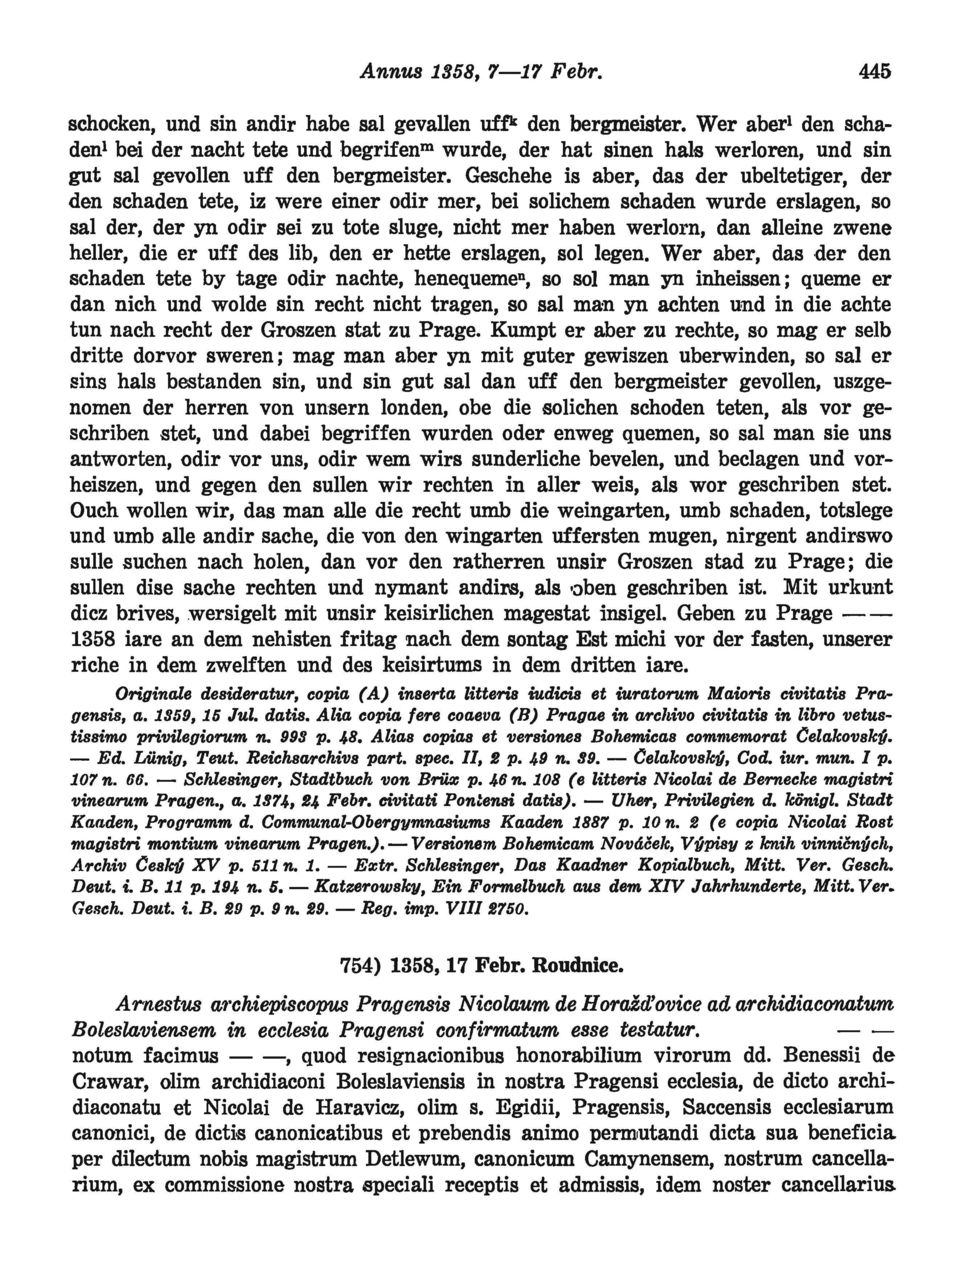 Annus 1358, 7—17 Febr. 445
schocken, und sin andir habe sal gevallen uffᵏ den bergmeister. Wer aberˡ den scha-
denˡ bei der nacht tete und begrifenᵐ wurde, der hat sinen hals werloren, und sin
gut sal gevollen uff den bergmeister. Geschehe is aber, das der ubeltetiger, der
den schaden tete, iz were einer odir mer, bei solichem schaden wurde erslagen, so
sal der, der yn odir sei zu tote sluge, nicht mer haben werlorn, dan alleine zwene
heller, die er uff des lib, den er hette erslagen, sol legen. Wer aber, das der den
schaden tete by tage odir nachte, henequemeⁿ, so sol man yn inheissen; queme er
dan nich und wolde sin recht nicht tragen, so sal man yn achten und in die achte
tun nach recht der Groszen stat zu Prage. Kumpt er aber zu rechte, so mag er selb
dritte dorvor sweren; mag man aber yn mit guter gewiszen uberwinden, so sal er
sins hals bestanden sin, und sin gut sal dan uff den bergmeister gevollen, uszge-
nomen der herren von unsern londen, obe die solichen schoden teten, als vor ge-
schriben stet, und dabei begriffen wurden oder enweg quemen, so sal man sie uns
antworten, odir vor uns, odir wem wirs sunderliche bevelen, und beclagen und vor-
heiszen, und gegen den sullen wir rechten in aller weis, als wor geschriben stet.
Ouch wollen wir, das man alle die recht umb die weingarten, umb schaden, totslege
und umb alle andir sache, die von den wingarten uffersten mugen, nirgent andirswo
sulle suchen nach holen, dan vor den ratherren unsir Groszen stad zu Prage; die
sullen dise sache rechten und nymant andirs, als oben geschriben ist. Mit urkunt
dicz brives, wersigelt mit unsir keisirlichen magestat insigel. Geben zu Prage — —
1358 iare an dem nehisten fritag nach dem sontag Est michi vor der fasten, unserer
riche in dem zwelften und des keisirtums in dem dritten iare.
Originale desideratur, copia (A) inserta litteris iudicis et iuratorum Maioris civitatis Pra-
gensis, a. 1359, 15 Jul. datis. Alia copia fere coaeva (B) Pragae in archivo civitatis in libro vetus-
tissimo privilegiorum n. 993 p. 48. Alias copias et versiones Bohemicas commemorat Čelakovský.
— Ed. Lünig, Teut. Reichsarchivs part. spec. II, 2 p. 49 n. 39. — Čelakovský, Cod. iur. mun. I p.
107 n. 66. — Schlesinger, Stadtbuch von Brüx p. 46 n. 108 (e litteris Nicolai de Bernecke magistri
vinearum Pragen., a. 1374, 24 Febr. civitati Pontensi datis). — Uher, Privilegien d. königl. Stadt
Kaaden, Programm d. Communal-Obergymnasiums Kaaden 1887 p. 10 n. 2 (e copia Nicolai Rost
magistri montium vinearum Pragen.). — Versionem Bohemicam Nováček, Výpisy z knih vinničných,
Archiv Český XV p. 511 n. 1. — Extr. Schlesinger, Das Kaadner Kopialbuch, Mitt. Ver. Gesch.
Deut. i. B. 11 p. 194 n. 5. — Katzerowsky, Ein Formelbuch aus dem XIV Jahrhunderte, Mitt. Ver.
Gesch. Deut. i. B. 29 p. 9 n. 29. — Reg. imp. VIII 2750.
754) 1358, 17 Febr. Roudnice.
Arnestus archiepiscopus Pragensis Nicolaum de Horažďovice ad archidiaconatum
Boleslaviensem in ecclesia Pragensi confirmatum esse testatur. — —
notum facimus — —, quod resignacionibus honorabilium virorum dd. Benessii de
Crawar, olim archidiaconi Boleslaviensis in nostra Pragensi ecclesia, de dicto archi-
diaconatu et Nicolai de Haravicz, olim s. Egidii, Pragensis, Saccensis ecclesiarum
canonici, de dictis canonicatibus et prebendis animo permutandi dicta sua beneficia
per dilectum nobis magistrum Detlewum, canonicum Camynensem, nostrum cancella-
rium, ex commissione nostra speciali receptis et admissis, idem noster cancellarius